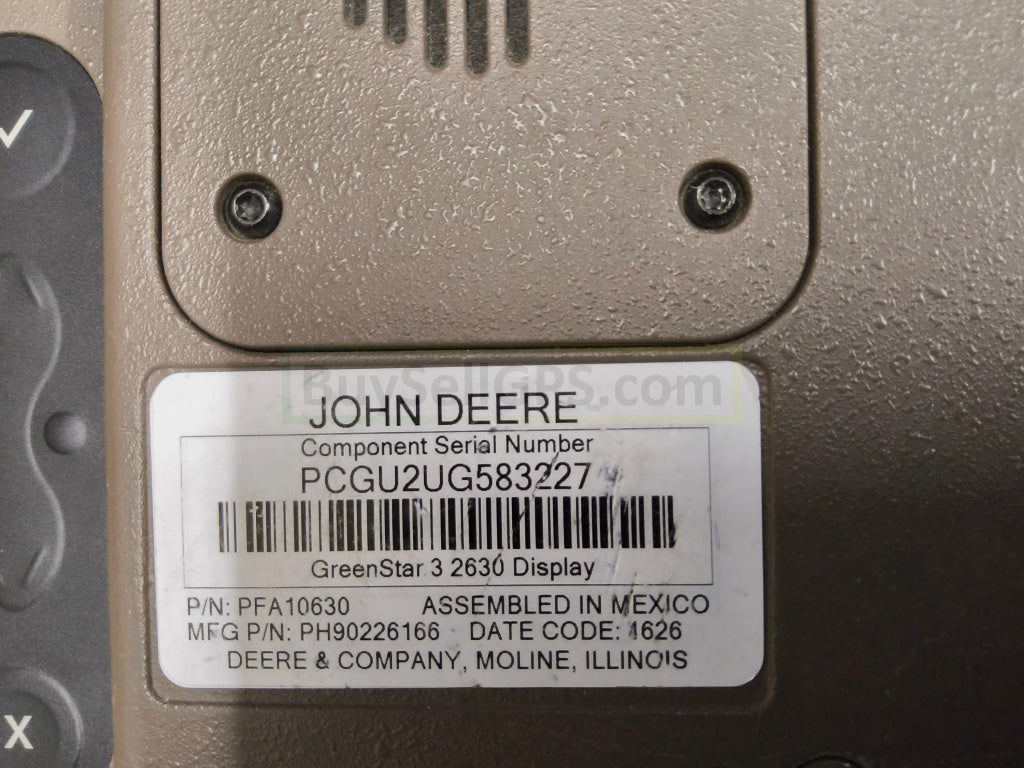 BuySellGPS.com
JOHN DEERE
Component Serial Number
PCGU2UG583227
GreenStar 3 2630 Display
P/N: PFA10630 ASSEMBLED IN MEXICO
MFG P/N: PH90226166 DATE CODE: 1626
DEERE & COMPANY, MOLINE, ILLINOIS
X